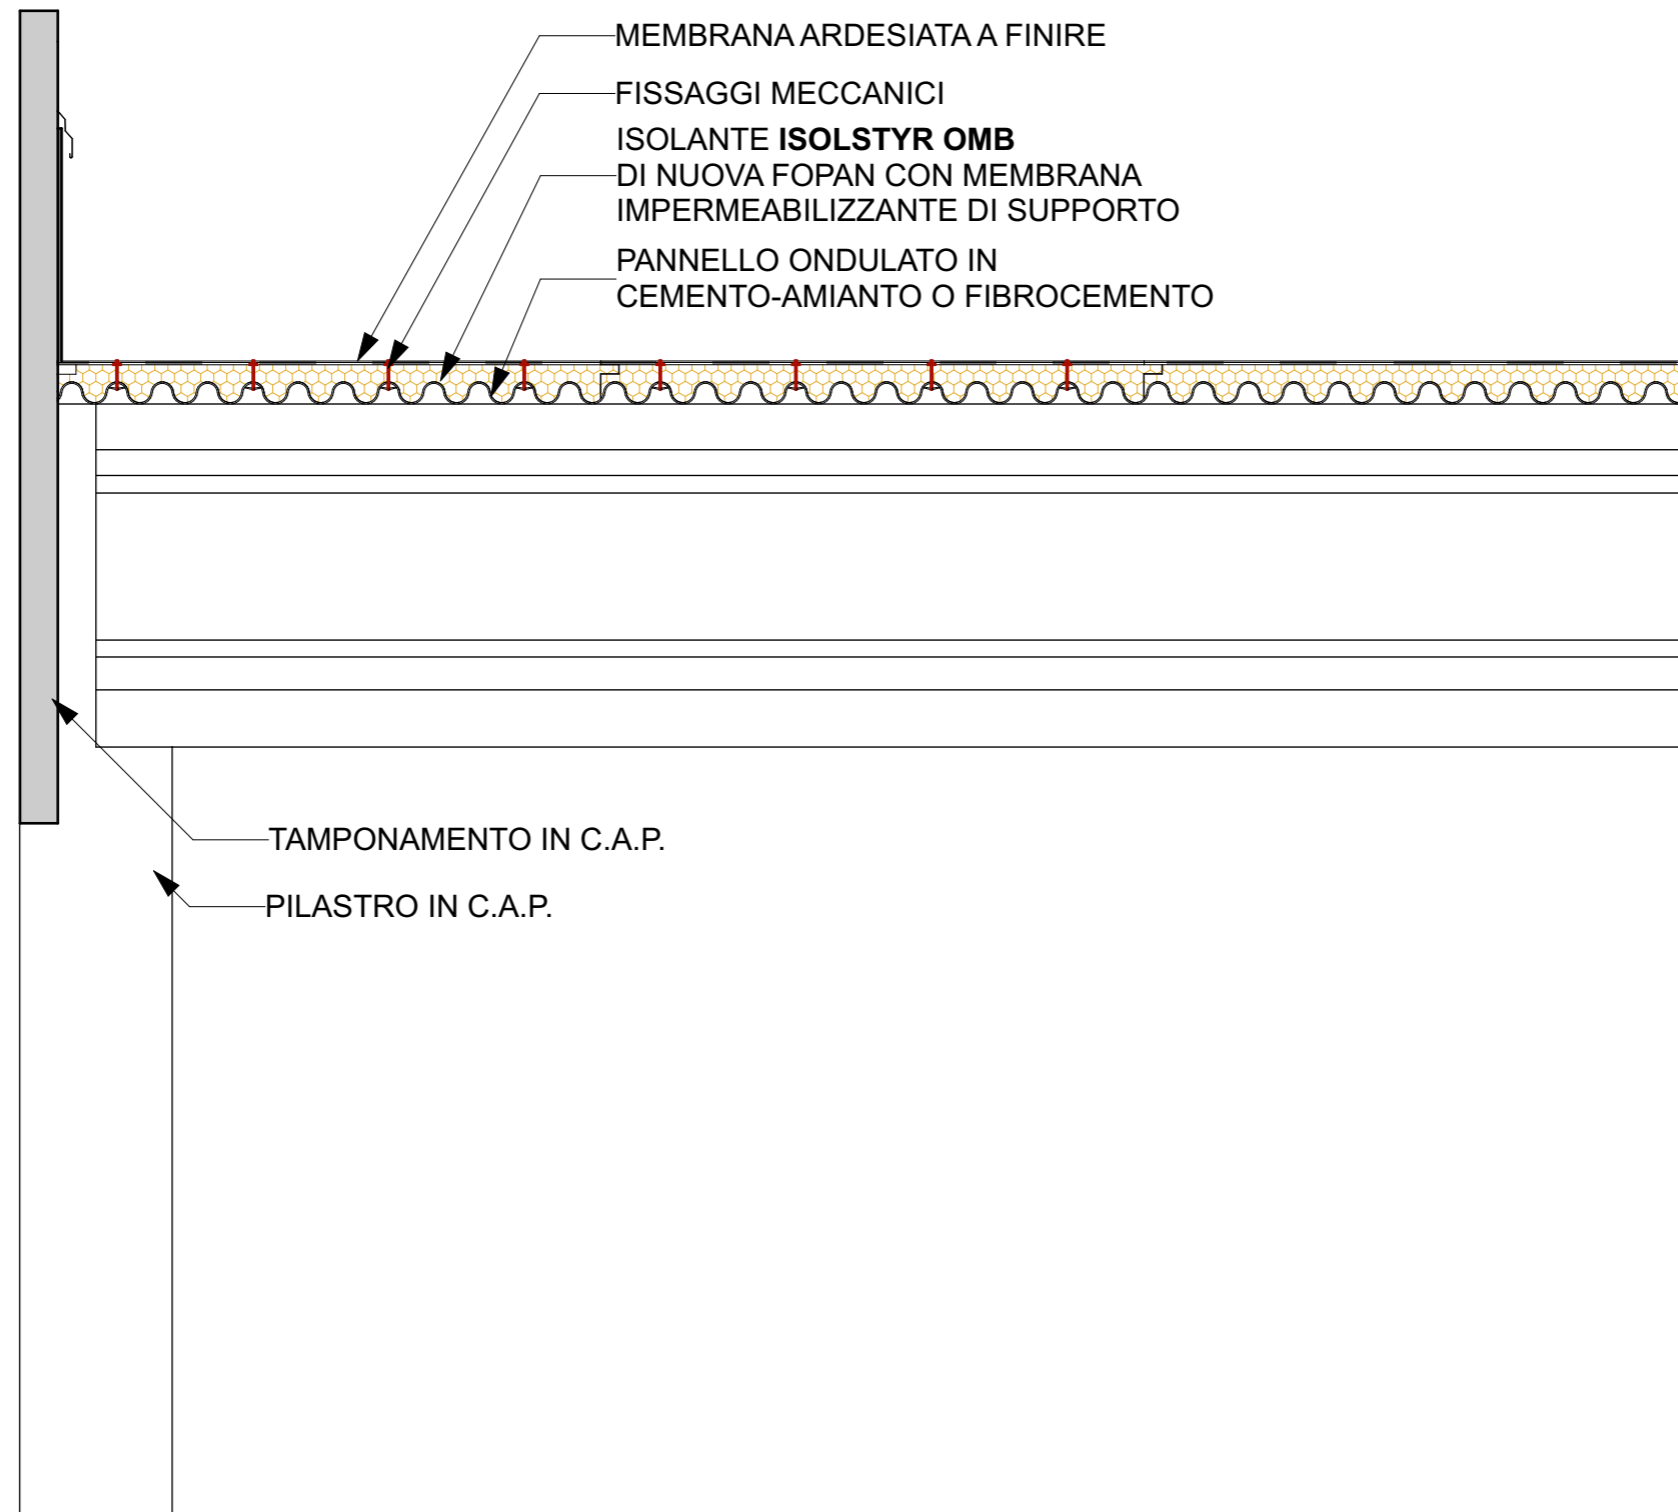 MEMBRANA ARDESIATA A FINIRE
FISSAGGI MECCANICI
ISOLANTE ISOLSTYR OMB
DI NUOVA FOPAN CON MEMBRANA
IMPERMEABILIZZANTE DI SUPPORTO
PANNELLO ONDULATO IN
CEMENTO-AMIANTO O FIBROCEMENTO
TAMPONAMENTO IN C.A.P.
PILASTRO IN C.A.P.